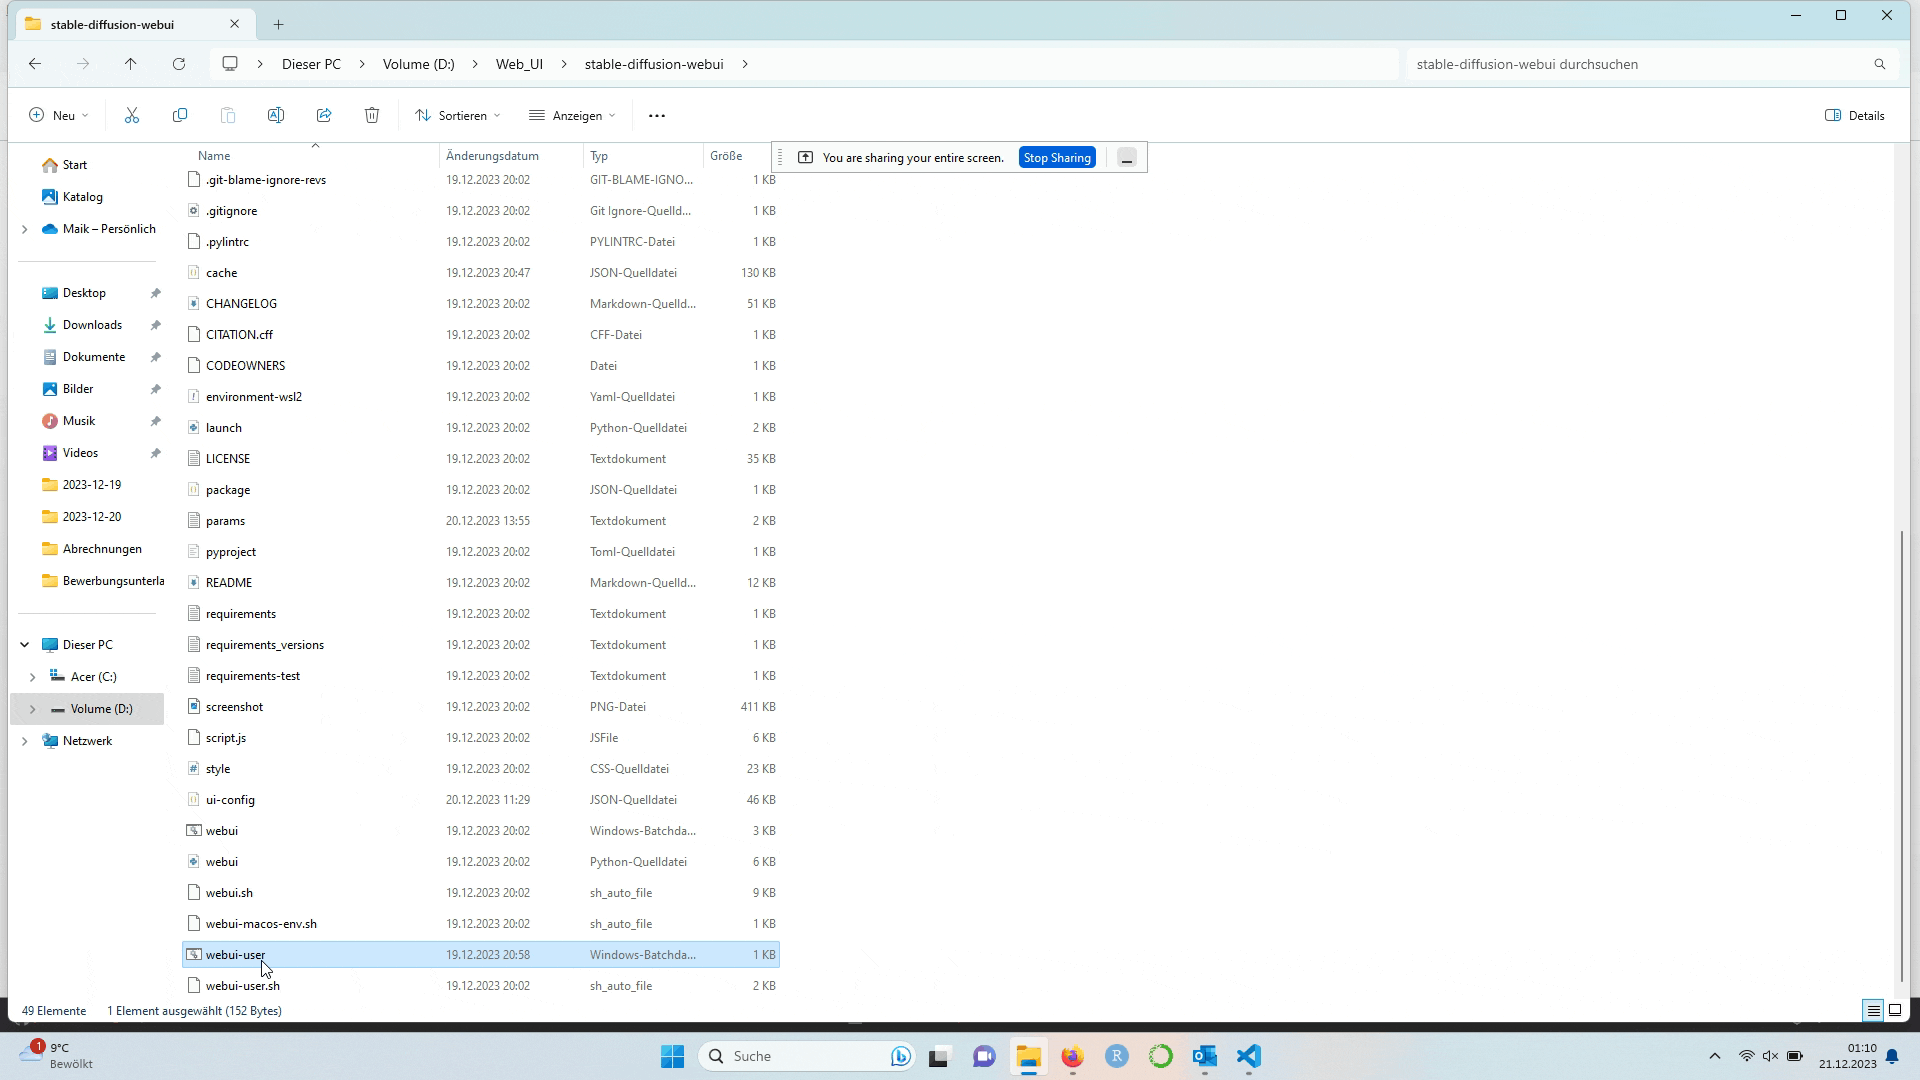 stable-diffusion-webui
Dieser PC
Volume (D:)
Web_UI
stable-diffusion-webui
stable-diffusion-webui durchsuchen
Neu
Sortieren
Anzeigen
Details
You are sharing your entire screen.
Stop Sharing
Start
Katalog
Maik – Persönlich
Desktop
Downloads
Dokumente
Bilder
Musik
Videos
2023-12-19
2023-12-20
Abrechnungen
Bewerbungsunterla
Dieser PC
Acer (C:)
Volume (D:)
Netzwerk
Name Änderungsdatum Typ Größe
.git-blame-ignore-revs 19.12.2023 20:02 GIT-BLAME-IGNO... 1 KB
.gitignore 19.12.2023 20:02 Git Ignore-Quelld... 1 KB
.pylintrc 19.12.2023 20:02 PYLINTRC-Datei 1 KB
cache 19.12.2023 20:47 JSON-Quelldatei 130 KB
CHANGELOG 19.12.2023 20:02 Markdown-Quelld... 51 KB
CITATION.cff 19.12.2023 20:02 CFF-Datei 1 KB
CODEOWNERS 19.12.2023 20:02 Datei 1 KB
environment-wsl2 19.12.2023 20:02 Yaml-Quelldatei 1 KB
launch 19.12.2023 20:02 Python-Quelldatei 2 KB
LICENSE 19.12.2023 20:02 Textdokument 35 KB
package 19.12.2023 20:02 JSON-Quelldatei 1 KB
params 20.12.2023 13:55 Textdokument 2 KB
pyproject 19.12.2023 20:02 Toml-Quelldatei 1 KB
README 19.12.2023 20:02 Markdown-Quelld... 12 KB
requirements 19.12.2023 20:02 Textdokument 1 KB
requirements_versions 19.12.2023 20:02 Textdokument 1 KB
requirements-test 19.12.2023 20:02 Textdokument 1 KB
screenshot 19.12.2023 20:02 PNG-Datei 411 KB
script.js 19.12.2023 20:02 JSFile 6 KB
style 19.12.2023 20:02 CSS-Quelldatei 23 KB
ui-config 20.12.2023 11:29 JSON-Quelldatei 46 KB
webui 19.12.2023 20:02 Windows-Batchda... 3 KB
webui 19.12.2023 20:02 Python-Quelldatei 6 KB
webui.sh 19.12.2023 20:02 sh_auto_file 9 KB
webui-macos-env.sh 19.12.2023 20:02 sh_auto_file 1 KB
webui-user 19.12.2023 20:58 Windows-Batchda... 1 KB
webui-user.sh 19.12.2023 20:02 sh_auto_file 2 KB
49 Elemente 1 Element ausgewählt (152 Bytes)
1
9°C
Bewölkt
Suche
R
01:10
21.12.2023